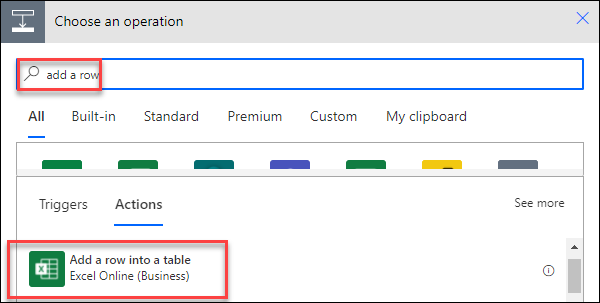 Choose an operation
add a row
All Built-in Standard Premium Custom My clipboard
Triggers Actions See more
Add a row into a table
Excel Online (Business)